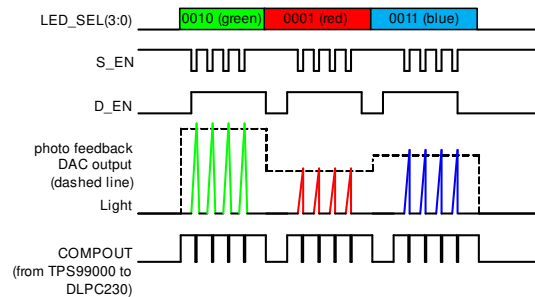 LED_SEL(3:0)
0010 (green)
0001 (red)
0011 (blue)
S_EN
D_EN
photo feedback
DAC output
(dashed line)
Light
COMPOUT
(from TPS99000 to
DLPC230)